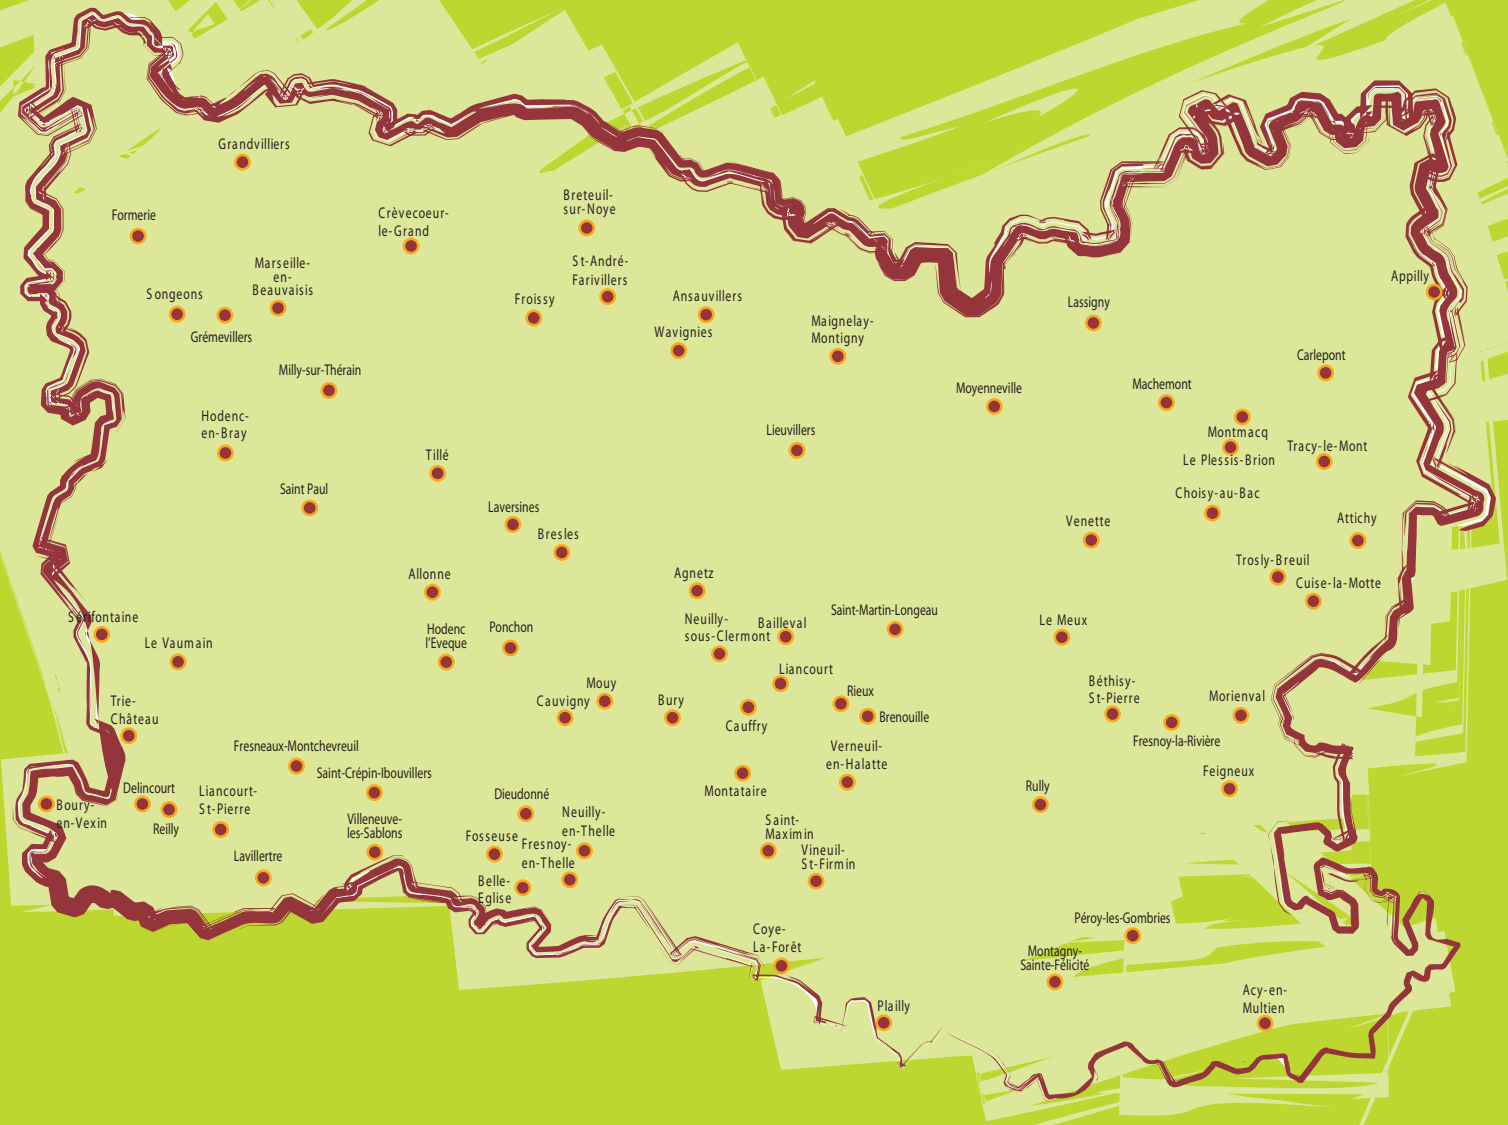 Grandvilliers
Breteuil-
sur-Noye
Formerie
Crèvecoeur-
le-Grand
Marseille-
en-
Beauvaisis
St-André-
Farivillers
Appilly
Songeons
Froissy
Ansauvillers
Lassigny
Grémevillers
Wavignies
Maignelay-
Montigny
Carlepont
Milly-sur-Thérain
Moyenneville
Machemont
Hodenc-
en-Bray
Lieuvillers
Montmacq
Tracy-le-Mont
Le Plessis-Brion
Tillé
Saint Paul
Choisy-au-Bac
Laversines
Venette
Attichy
Bresles
Trosly-Breuil
Allonne
Agnetz
Cuise-la-Motte
Sérifontaine
Saint-Martin-Longeau
Neuilly-
sous-Clermont
Bailleval
Le Meux
Hodenc
l'Eveque
Ponchon
Le Vaumain
Liancourt
Mouy
Béthisy-
St-Pierre
Rieux
Morienval
Trie-
Château
Cauvigny
Bury
Brenouille
Cauffry
Fresnoy-la-Rivière
Fresneaux-Montchevreuil
Verneuil-
en-Halatte
Saint-Crépin-Ibouvillers
Feigneux
Delincourt
Liancourt-
St-Pierre
Montataire
Rully
Dieudonné
Boury-
en-Vexin
Reilly
Villeneuve-
les-Sablons
Neuilly-
en-Thelle
Saint-
Maximin
Fosseuse
Fresnoy-
en-Thelle
Lavillertre
Vineuil-
St-Firmin
Belle-
Eglise
Péroy-les-Gombries
Coye-
La-Forêt
Montagny-
Sainte-Félicité
Acy-en-
Multien
Plailly